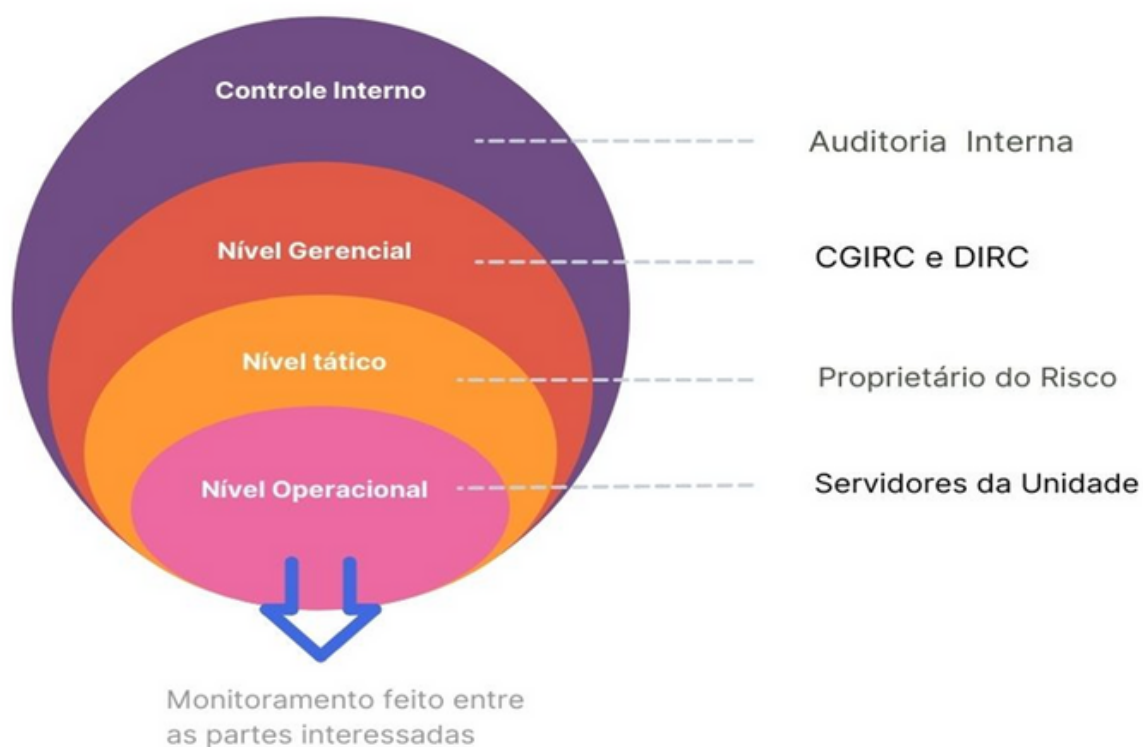 Controle Interno
Auditoria Interna
Nível Gerencial
CGIRC e DIRC
Nível tático
Proprietário do Risco
Nível Operacional
Servidores da Unidade
Monitoramento feito entre
as partes interessadas